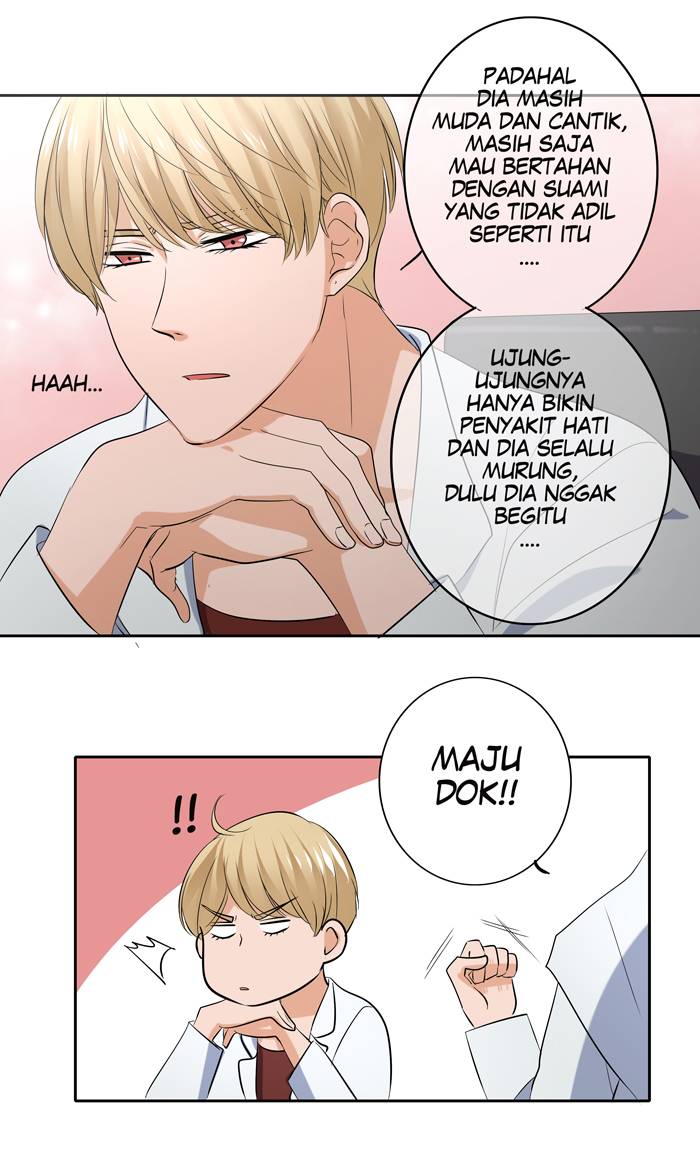 PADAHAL
DIA MASIH
MUDA DAN CANTIK,
MASIH SAJA
MAU BERTAHAN
DENGAN SUAMI
YANG TIDAK ADIL
SEPERTI ITU
....
HAAH...
UJUNG-
UJUNGNYA
HANYA BIKIN
PENYAKIT HATI
DAN DIA SELALU
MURUNG,
DULU DIA NGGAK
BEGITU
....
MAJU
DOK!!
!!